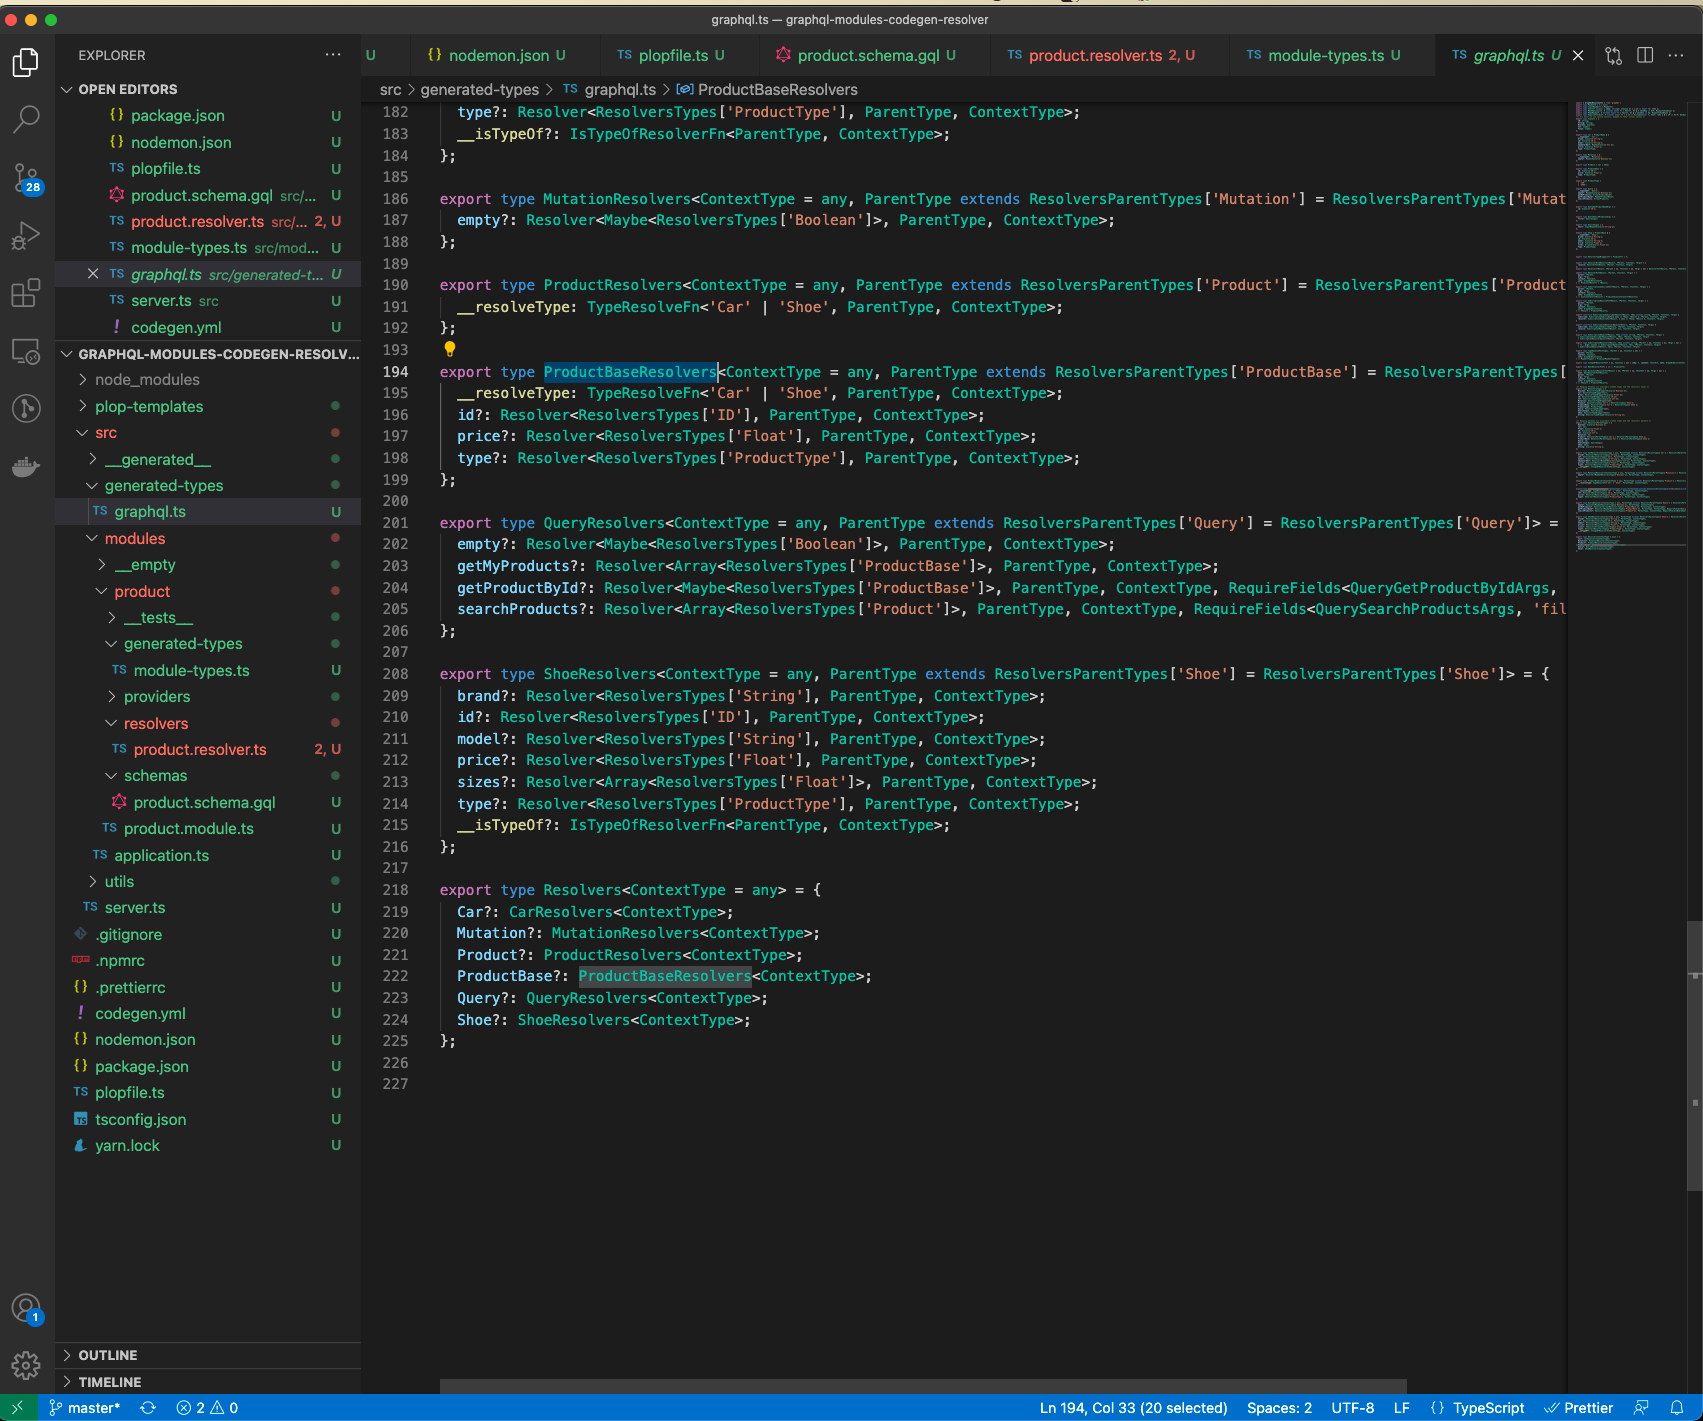 graphql.ts — graphql-modules-codegen-resolver
EXPLORER
U
{} nodemon.json U
TS plopfile.ts U
product.schema.gql U
TS product.resolver.ts 2, U
TS module-types.ts U
TS graphql.ts U
src > generated-types > TS graphql.ts > ProductBaseResolvers
OPEN EDITORS
{} package.json U
{} nodemon.json U
TS plopfile.ts U
product.schema.gql src/... U
TS product.resolver.ts src/... 2, U
TS module-types.ts src/mod... U
TS graphql.ts src/generated-t... U
TS server.ts src U
! codegen.yml U
GRAPHQL-MODULES-CODEGEN-RESOLV...
node_modules
plop-templates
src
__generated__
generated-types
TS graphql.ts U
modules
__empty
product
__tests__
generated-types
TS module-types.ts U
providers
resolvers
TS product.resolver.ts 2, U
schemas
product.schema.gql U
TS product.module.ts U
TS application.ts U
utils
TS server.ts U
.gitignore U
.npmrc U
{} .prettierrc U
! codegen.yml U
{} nodemon.json U
{} package.json U
TS plopfile.ts U
TS tsconfig.json U
yarn.lock U
OUTLINE
TIMELINE
28
1
182 type?: Resolver<ResolversTypes['ProductType'], ParentType, ContextType>;
183 __isTypeOf?: IsTypeOfResolverFn<ParentType, ContextType>;
184 };
185
186 export type MutationResolvers<ContextType = any, ParentType extends ResolversParentTypes['Mutation'] = ResolversParentTypes['Mutat
187 empty?: Resolver<Maybe<ResolversTypes['Boolean']>, ParentType, ContextType>;
188 };
189
190 export type ProductResolvers<ContextType = any, ParentType extends ResolversParentTypes['Product'] = ResolversParentTypes['Product
191 __resolveType: TypeResolveFn<'Car' | 'Shoe', ParentType, ContextType>;
192 };
193
194 export type ProductBaseResolvers<ContextType = any, ParentType extends ResolversParentTypes['ProductBase'] = ResolversParentTypes[
195 __resolveType: TypeResolveFn<'Car' | 'Shoe', ParentType, ContextType>;
196 id?: Resolver<ResolversTypes['ID'], ParentType, ContextType>;
197 price?: Resolver<ResolversTypes['Float'], ParentType, ContextType>;
198 type?: Resolver<ResolversTypes['ProductType'], ParentType, ContextType>;
199 };
200
201 export type QueryResolvers<ContextType = any, ParentType extends ResolversParentTypes['Query'] = ResolversParentTypes['Query']> =
202 empty?: Resolver<Maybe<ResolversTypes['Boolean']>, ParentType, ContextType>;
203 getMyProducts?: Resolver<Array<ResolversTypes['ProductBase']>, ParentType, ContextType>;
204 getProductById?: Resolver<Maybe<ResolversTypes['ProductBase']>, ParentType, ContextType, RequireFields<QueryGetProductByIdArgs,
205 searchProducts?: Resolver<Array<ResolversTypes['Product']>, ParentType, ContextType, RequireFields<QuerySearchProductsArgs, 'fil
206 };
207
208 export type ShoeResolvers<ContextType = any, ParentType extends ResolversParentTypes['Shoe'] = ResolversParentTypes['Shoe']> = {
209 brand?: Resolver<ResolversTypes['String'], ParentType, ContextType>;
210 id?: Resolver<ResolversTypes['ID'], ParentType, ContextType>;
211 model?: Resolver<ResolversTypes['String'], ParentType, ContextType>;
212 price?: Resolver<ResolversTypes['Float'], ParentType, ContextType>;
213 sizes?: Resolver<Array<ResolversTypes['Float']>, ParentType, ContextType>;
214 type?: Resolver<ResolversTypes['ProductType'], ParentType, ContextType>;
215 __isTypeOf?: IsTypeOfResolverFn<ParentType, ContextType>;
216 };
217
218 export type Resolvers<ContextType = any> = {
219 Car?: CarResolvers<ContextType>;
220 Mutation?: MutationResolvers<ContextType>;
221 Product?: ProductResolvers<ContextType>;
222 ProductBase?: ProductBaseResolvers<ContextType>;
223 Query?: QueryResolvers<ContextType>;
224 Shoe?: ShoeResolvers<ContextType>;
225 };
226
227
master* 2 0 Ln 194, Col 33 (20 selected) Spaces: 2 UTF-8 LF {} TypeScript Prettier